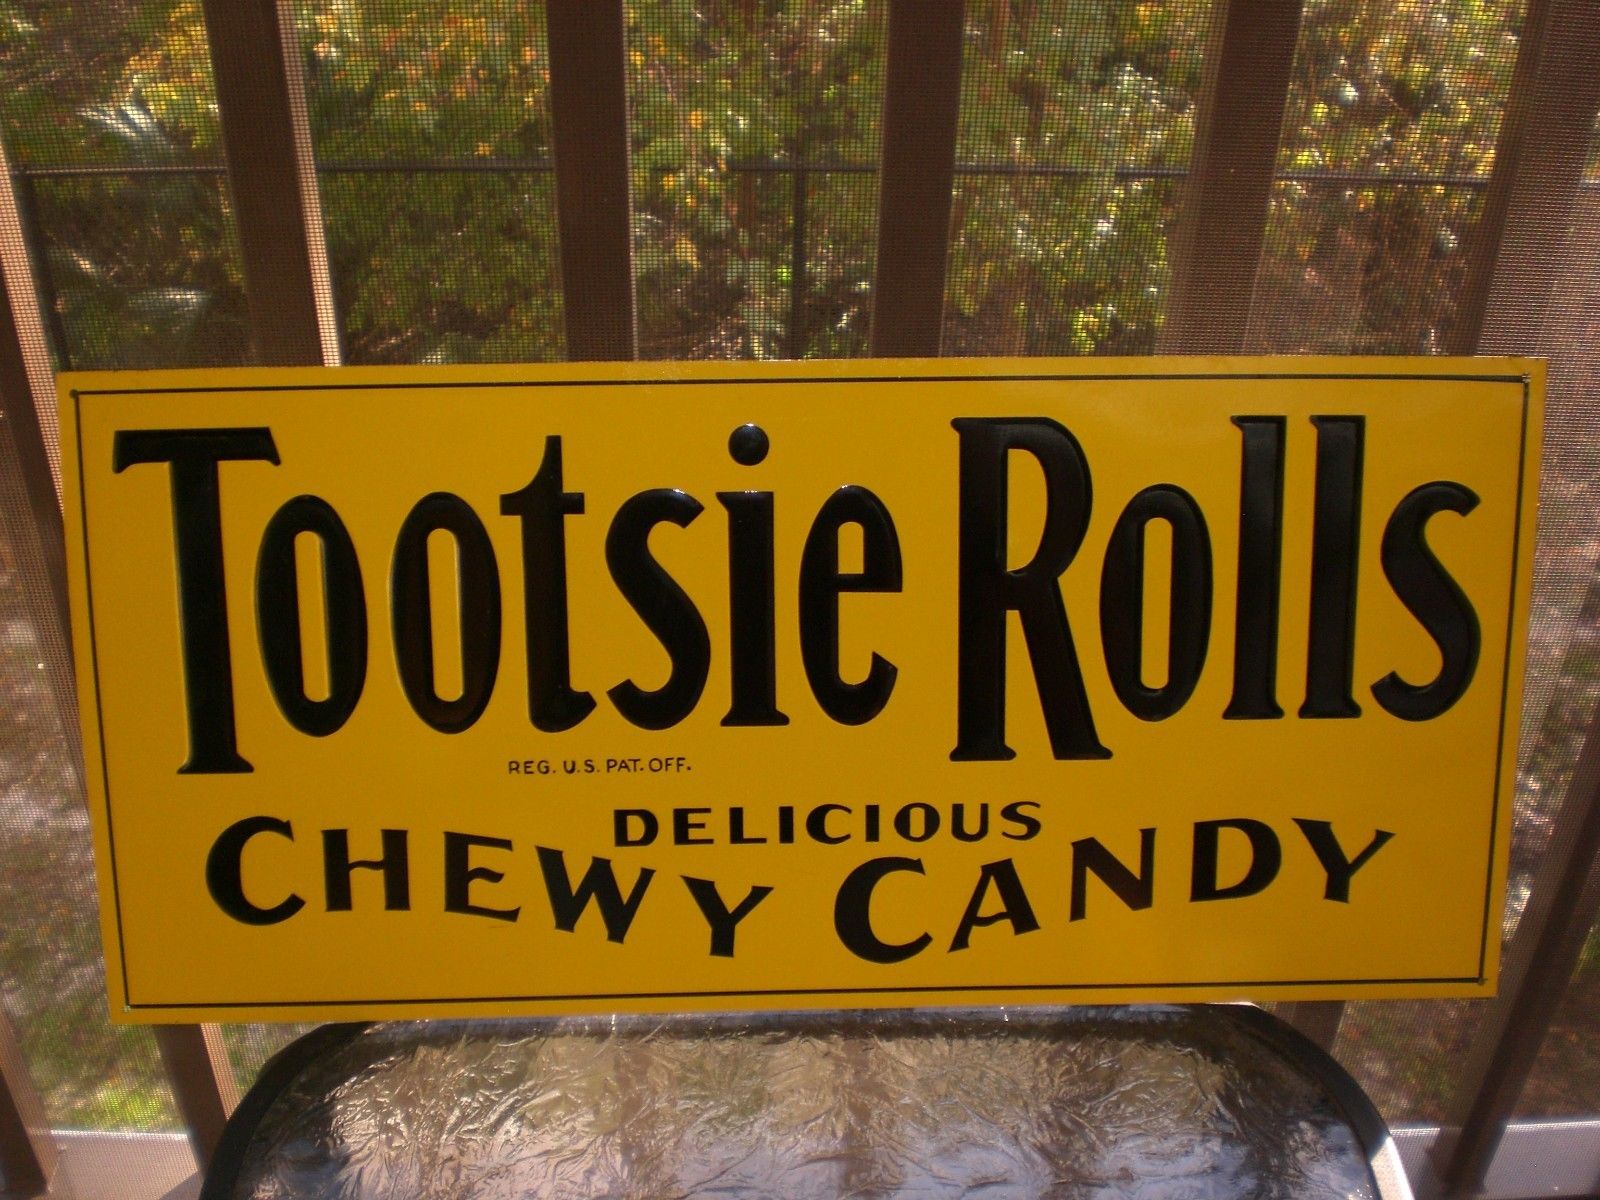 Tootsie Rolls
REG. U.S. PAT. OFF.
DELICIOUS
CHEWY CANDY